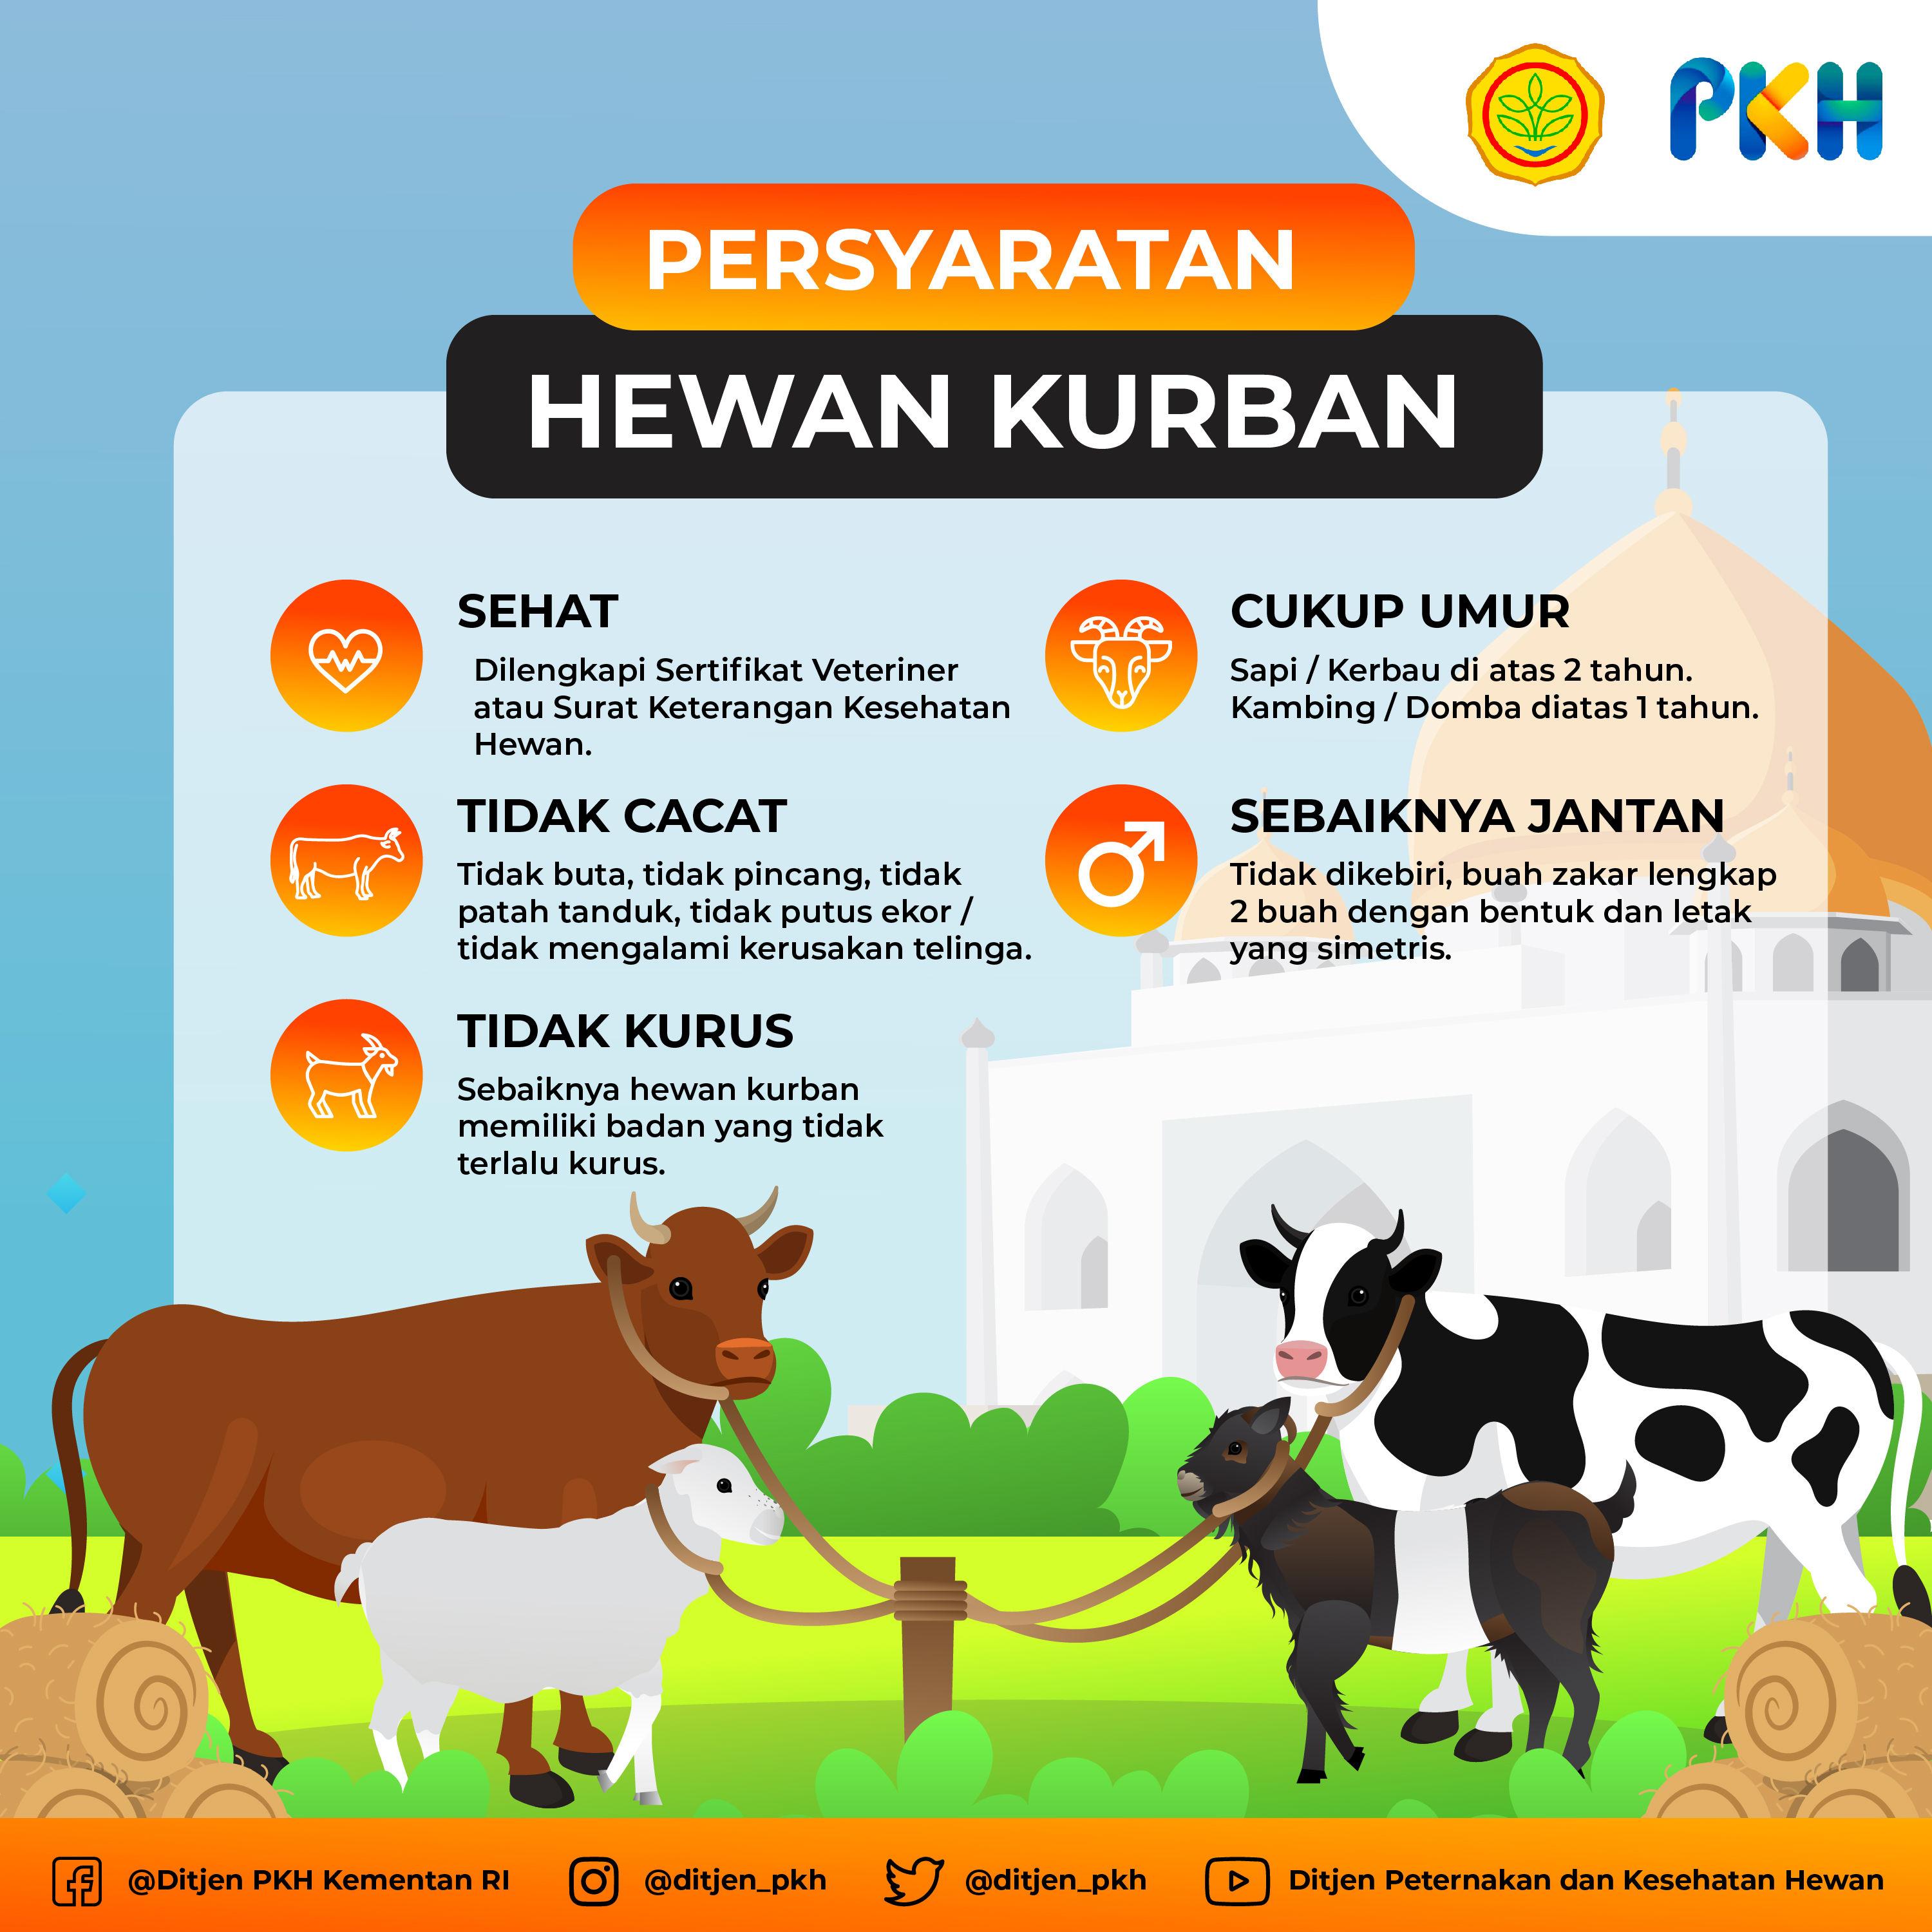 PKH
PERSYARATAN
HEWAN KURBAN
SEHAT
Dilengkapi Sertifikat Veteriner
atau Surat Keterangan Kesehatan
Hewan.
TIDAK CACAT
Tidak buta, tidak pincang, tidak
patah tanduk, tidak putus ekor /
tidak mengalami kerusakan telinga.
TIDAK KURUS
Sebaiknya hewan kurban
memiliki badan yang tidak
terlalu kurus.
CUKUP UMUR
Sapi / Kerbau di atas 2 tahun.
Kambing / Domba diatas 1 tahun.
SEBAIKNYA JANTAN
Tidak dikebiri, buah zakar lengkap
2 buah dengan bentuk dan letak
yang simetris.
@Ditjen PKH Kementan RI
@ditjen_pkh
@ditjen_pkh
Ditjen Peternakan dan Kesehatan Hewan